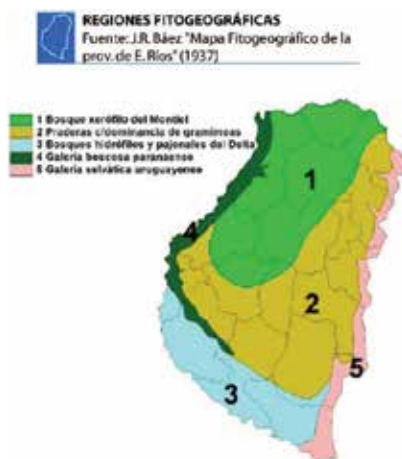 REGIONES FITOGEOGRÁFICAS
Fuente: J.R. Báez "Mapa Fitogeográfico de la
prov. de E. Ríos" (1937)
1 Bosque xerófilo del Montiel
2 Praderas c/dominancia de gramíneas
3 Bosques hidrófilos y pajonales del Delta
4 Galería boscosa paranaense
5 Galería selvática uruguayense
1
4
2
5
3